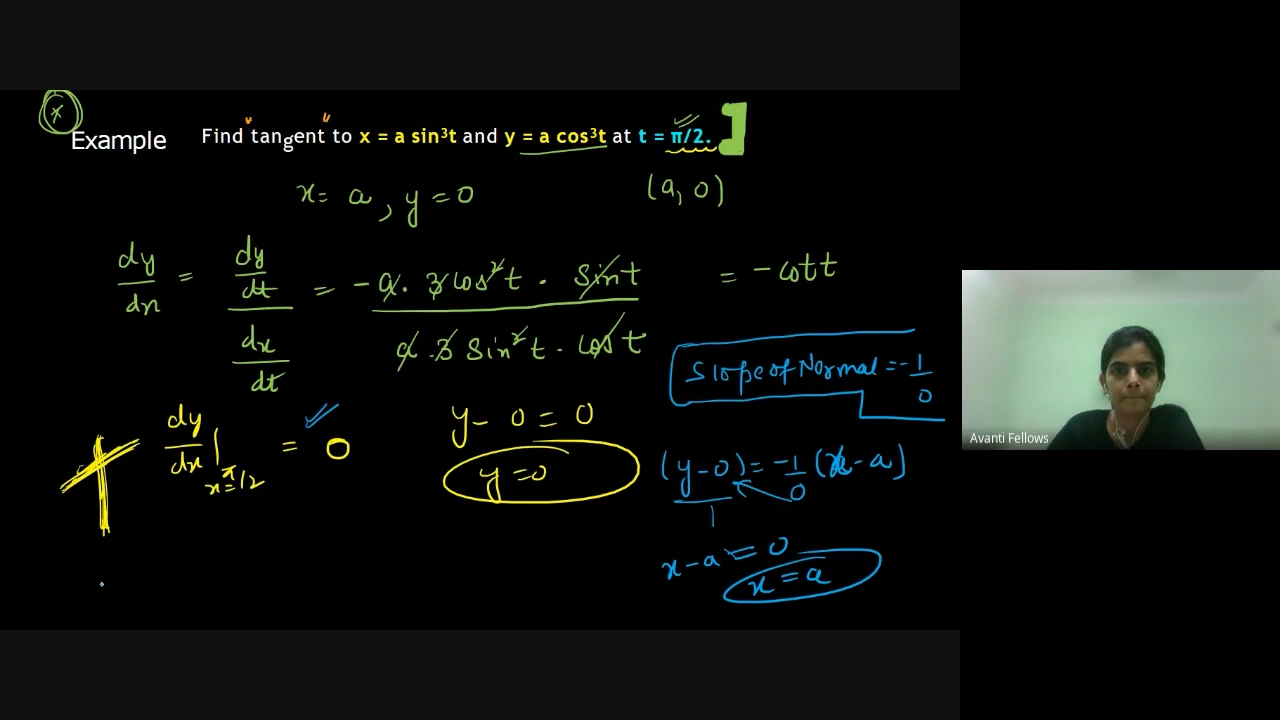 Example Find tangent to x = a sin³t and y = a cos³t at t = π/2.
x = a , y = 0 (a, 0)
dy/dx = (dy/dt)/(dx/dt) = (-a. 3cos²t . sint)/(a .3 sin²t . cost) = -cot t
Slope of Normal = -1/0
dy/dx|x=π/2 = 0
y - 0 = 0
y = 0
(y-0) = -1/0 (x-a)
1
x-a = 0
x = a
Avanti Fellows